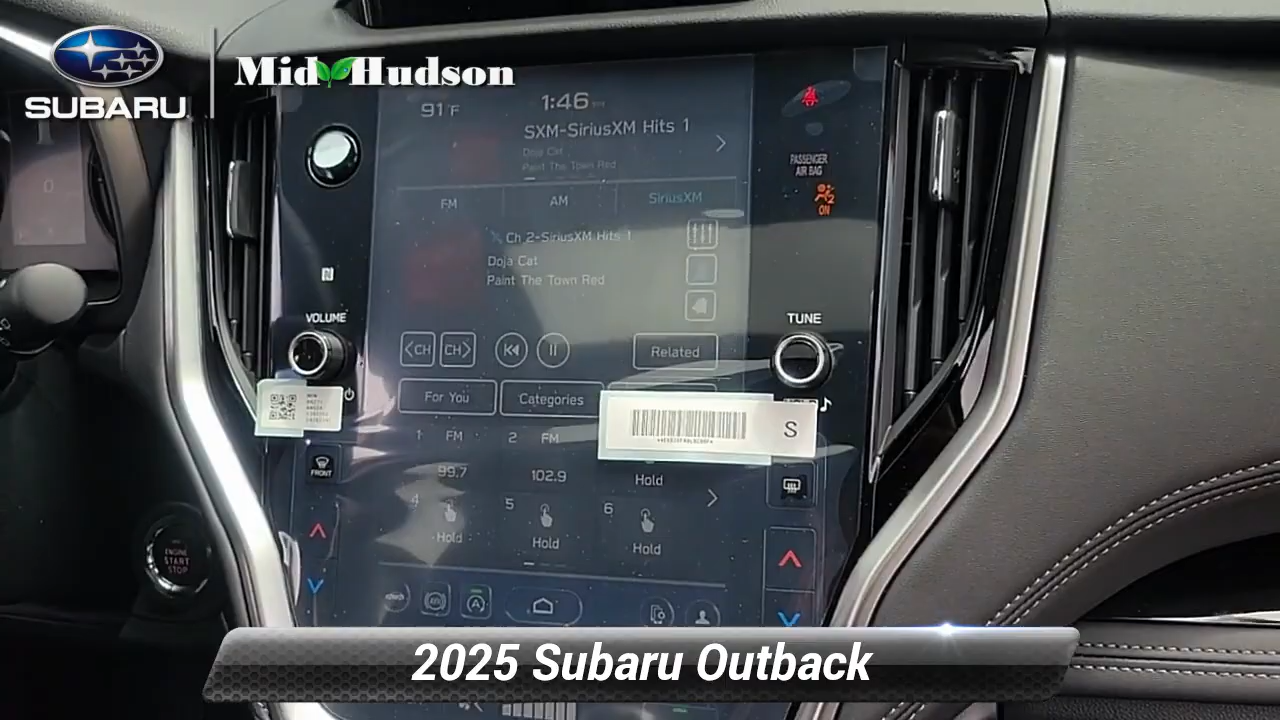 SUBARU
Mid Hudson
91°F
1:46
SXM-SiriusXM Hits 1
Doja Cat
Paint The Town Red
PASSENGER
AIR BAG
ON
FM
AM
SiriusXM
Ch 2-SiriusXM Hits 1
Doja Cat
Paint The Town Red
0
N
VOLUME
TUNE
CH
CH
Related
For You
Categories
S
1 FM
2 FM
FRONT
99.7
102.9
Hold
4
5
6
Hold
Hold
Hold
ENGINE
START
STOP
2025 Subaru Outback